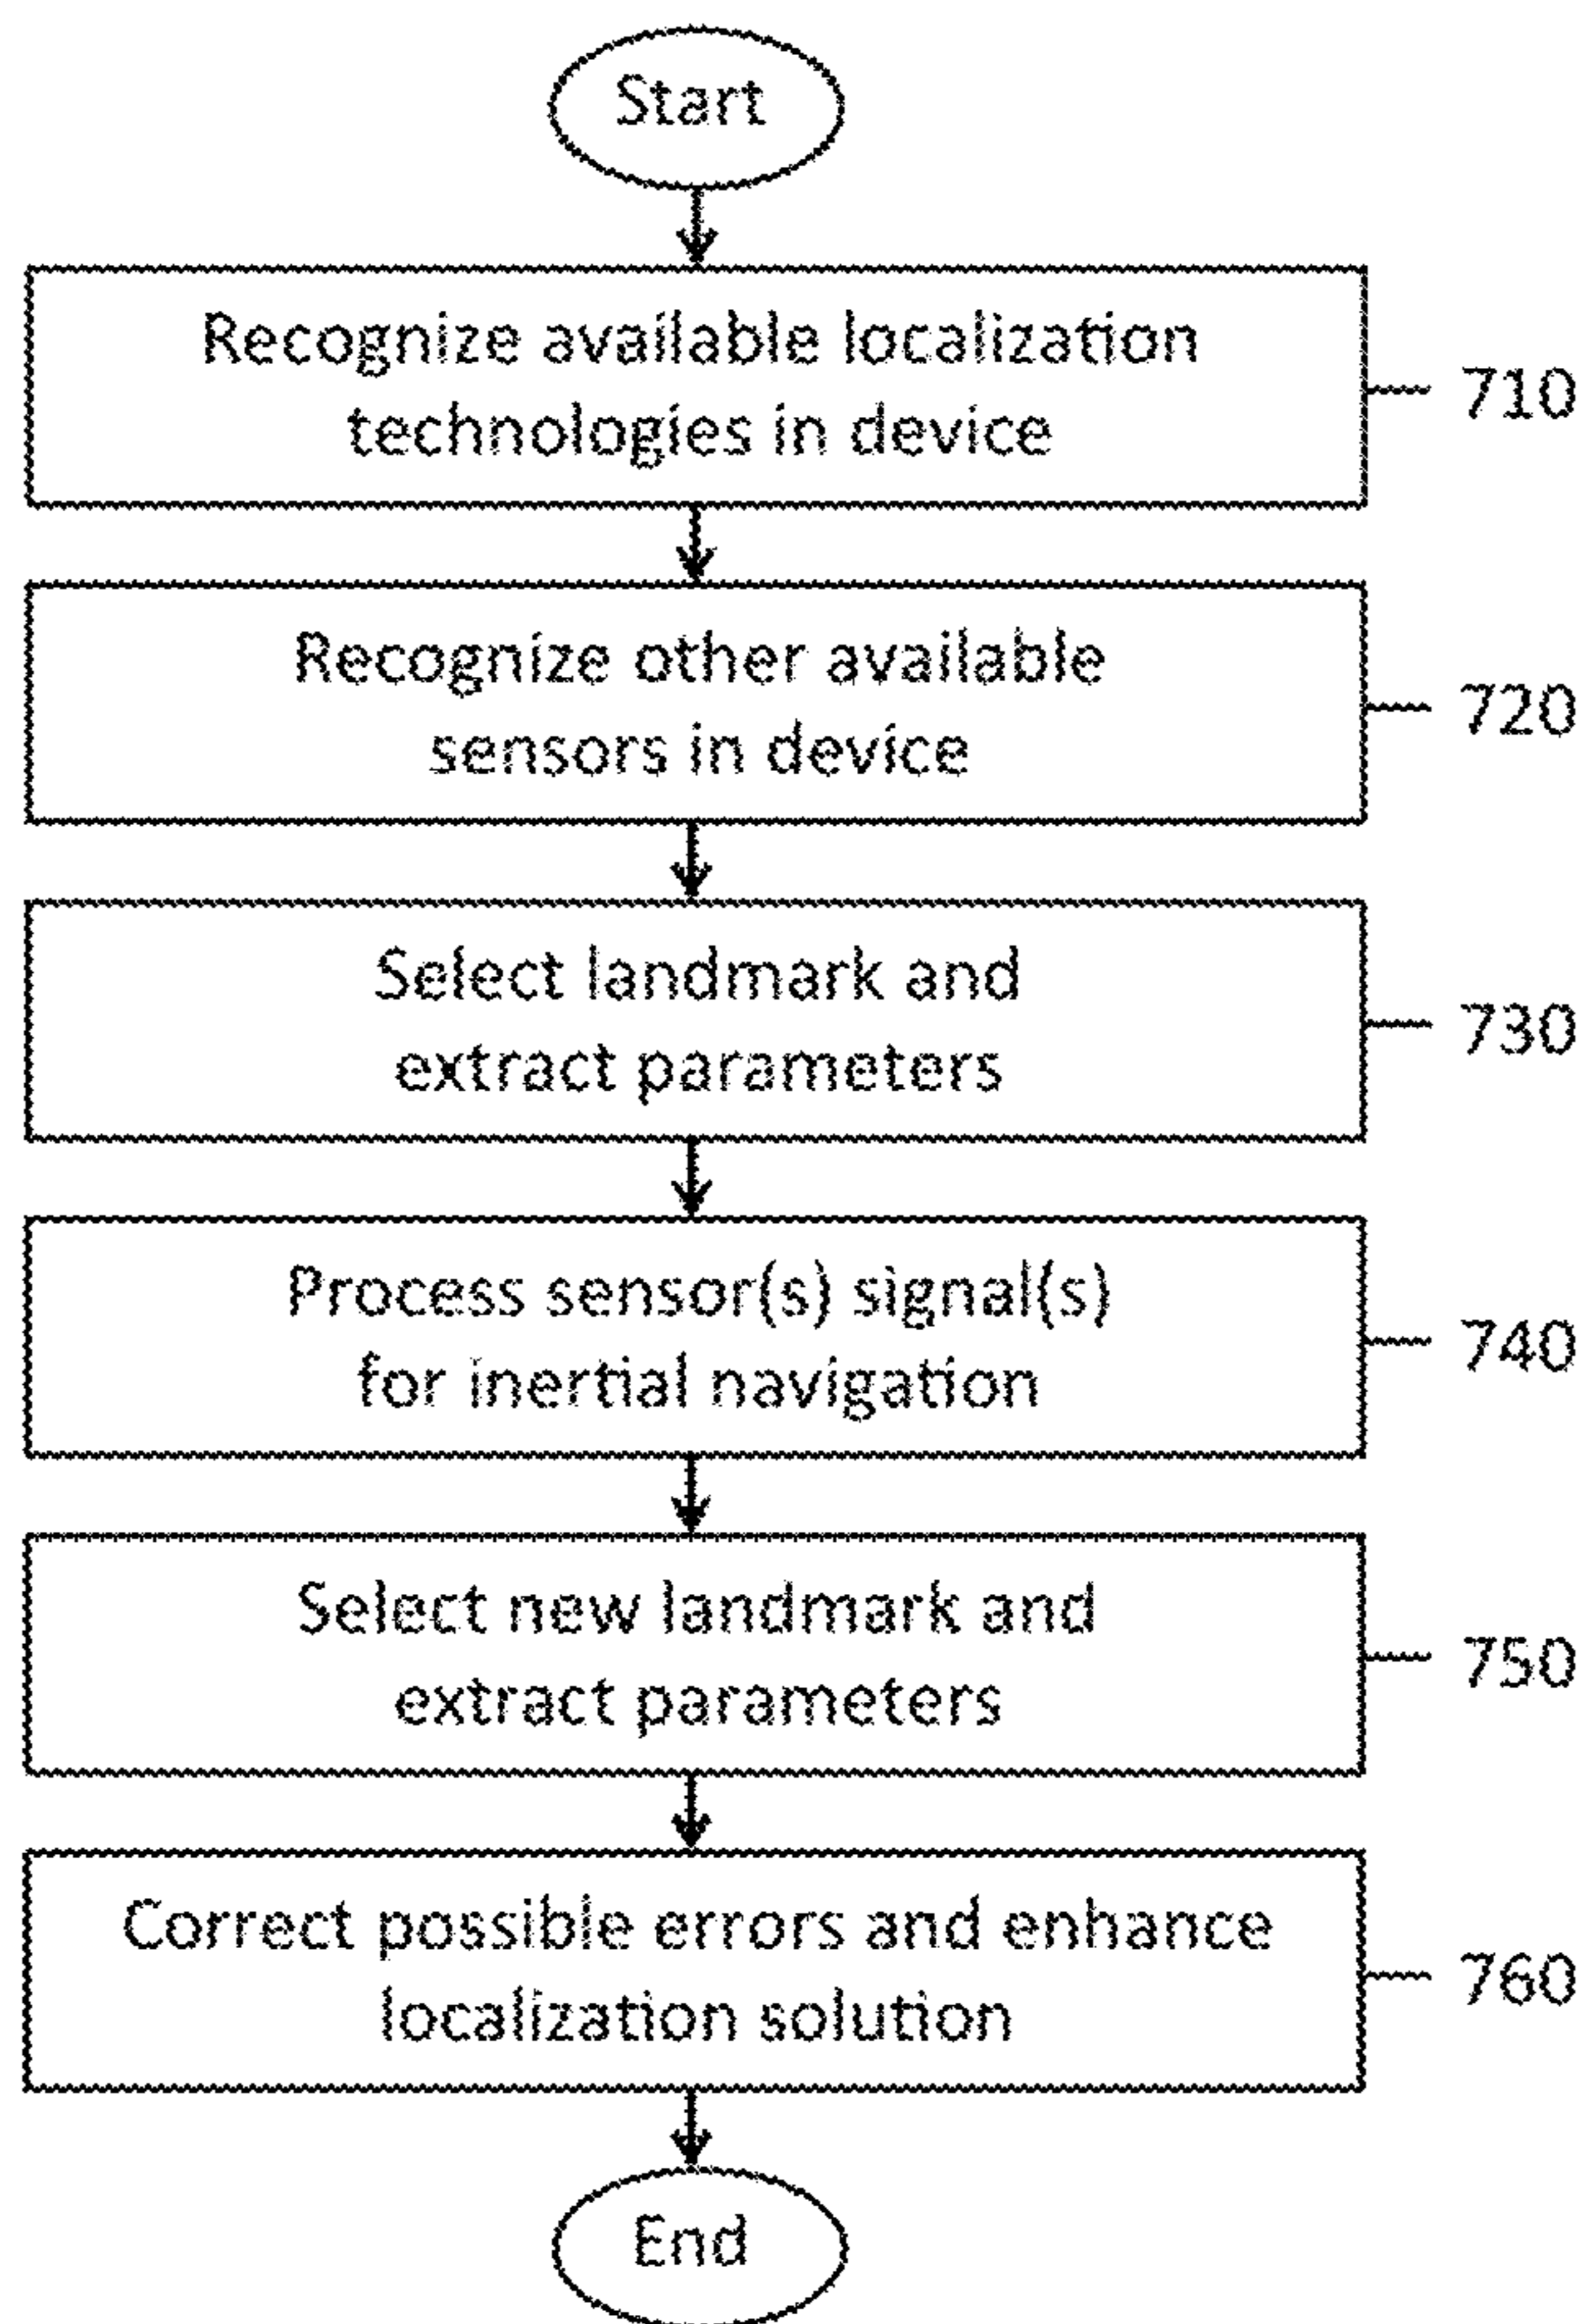 Start
Recognize available localization
technologies in device
710
Recognize other available
sensors in device
720
Select landmark and
extract parameters
730
Process sensor(s) signal(s)
for inertial navigation
740
Select new landmark and
extract parameters
750
Correct possible errors and enhance
localization solution
760
End